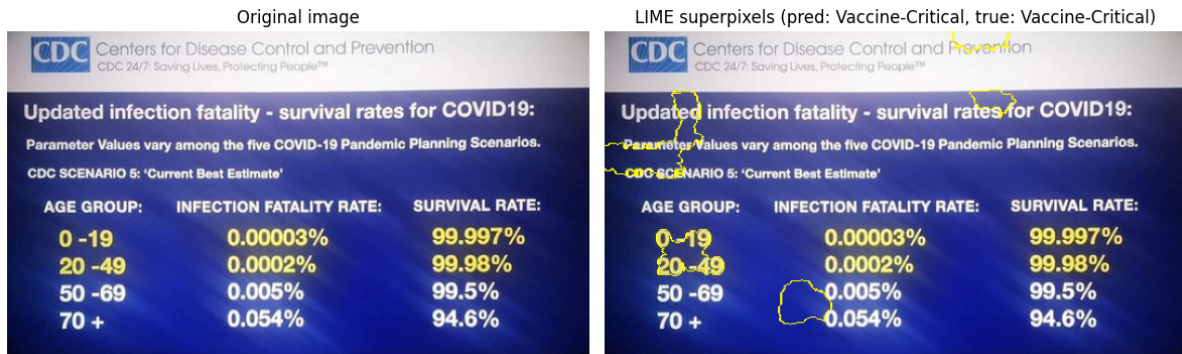 Original image
CDC Centers for Disease Control and Prevention
CDC 24/7: Saving Lives, Protecting People™
Updated infection fatality - survival rates for COVID19:
Parameter Values vary among the five COVID-19 Pandemic Planning Scenarios.
CDC SCENARIO 5: ‘Current Best Estimate’
AGE GROUP: INFECTION FATALITY RATE: SURVIVAL RATE:
0 -19 0.00003% 99.997%
20 -49 0.0002% 99.98%
50 -69 0.005% 99.5%
70 + 0.054% 94.6%
LIME superpixels (pred: Vaccine-Critical, true: Vaccine-Critical)
CDC Centers for Disease Control and Prevention
CDC 24/7: Saving Lives, Protecting People™
Updated infection fatality - survival rates for COVID19:
Parameter Values vary among the five COVID-19 Pandemic Planning Scenarios.
CDC SCENARIO 5: ‘Current Best Estimate’
AGE GROUP: INFECTION FATALITY RATE: SURVIVAL RATE:
0 -19 0.00003% 99.997%
20 -49 0.0002% 99.98%
50 -69 0.005% 99.5%
70 + 0.054% 94.6%